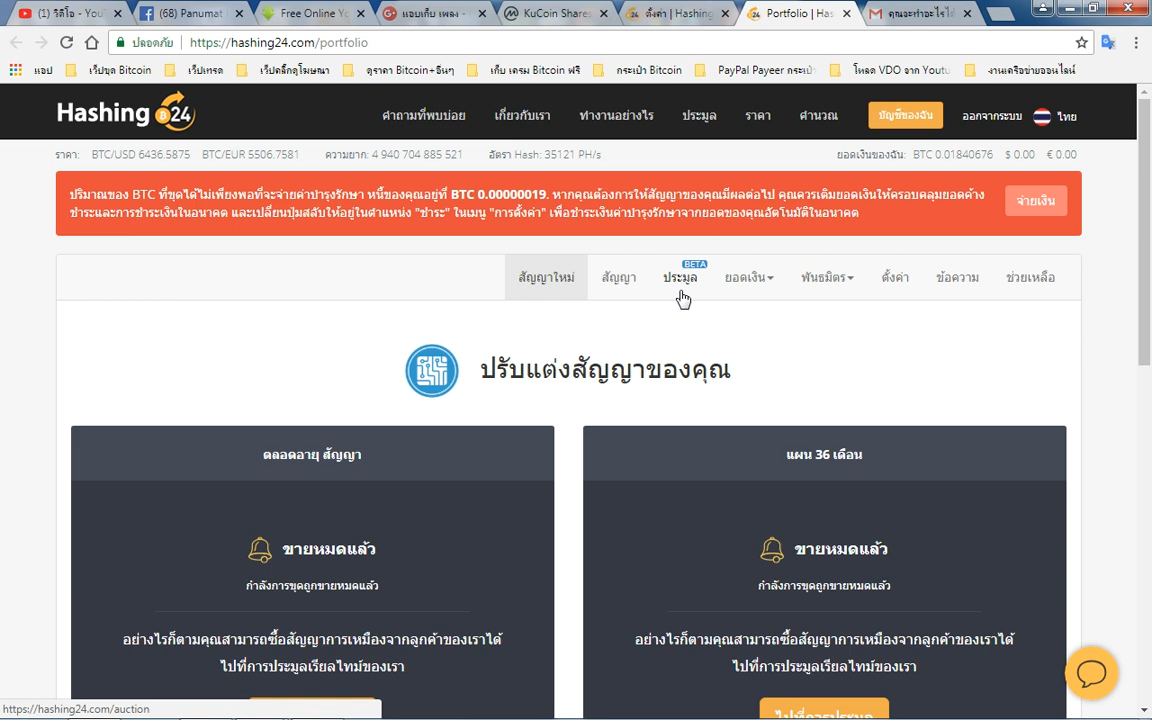 (1) วิดีโอ - YouT
(68) Panumat
Free Online Yo
แอบเก็บ เพลง -
KuCoin Shares
ตั้งค่า | Hashing
Portfolio | Has
คุณจะทำอะไรได้
ปลอดภัย https://hashing24.com/portfolio
แอป เว็ปขุด Bitcoin เว็ปเทรด เว็ปคลิ๊กดูโฆษณา ดูราคา Bitcoin+อื่นๆ เก็บ เครม Bitcoin ฟรี กระเป๋า Bitcoin PayPal Payeer กระเป๋ โหลด VDO จาก Youtu งานเครือข่ายออนไลน์
Hashing 24 คำถามที่พบบ่อย เกี่ยวกับเรา ทำงานอย่างไร ประมูล ราคา คำนวณ บัญชีของฉัน ออกจากระบบ ไทย
ราคา: BTC/USD 6436.5875 BTC/EUR 5506.7581 ความยาก: 4 940 704 885 521 อัตรา Hash: 35121 PH/s ยอดเงินของฉัน: BTC 0.01840676 $ 0.00 € 0.00
ปริมาณของ BTC ที่ขุดได้ไม่เพียงพอที่จะจ่ายค่าบำรุงรักษา หนี้ของคุณอยู่ที่ BTC 0.00000019. หากคุณต้องการให้สัญญาของคุณมีผลต่อไป คุณควรเติมยอดเงินให้ครอบคลุมยอดค้าง
ชำระและการชำระเงินในอนาคต และเปลี่ยนปุ่มสลับให้อยู่ในตำแหน่ง "ชำระ" ในเมนู "การตั้งค่า" เพื่อชำระเงินค่าบำรุงรักษาจากยอดของคุณอัตโนมัติในอนาคต
จ่ายเงิน
สัญญาใหม่ สัญญา ประมูล BETA ยอดเงิน พันธมิตร ตั้งค่า ข้อความ ช่วยเหลือ
ปรับแต่งสัญญาของคุณ
ตลอดอายุ สัญญา
ขายหมดแล้ว
กำลังการขุดถูกขายหมดแล้ว
อย่างไรก็ตามคุณสามารถซื้อสัญญาการเหมืองจากลูกค้าของเราได้
ไปที่การประมูลเรียลไทม์ของเรา
แผน 36 เดือน
ขายหมดแล้ว
กำลังการขุดถูกขายหมดแล้ว
อย่างไรก็ตามคุณสามารถซื้อสัญญาการเหมืองจากลูกค้าของเราได้
ไปที่การประมูลเรียลไทม์ของเรา
ไปที่การประมูล
https://hashing24.com/auction